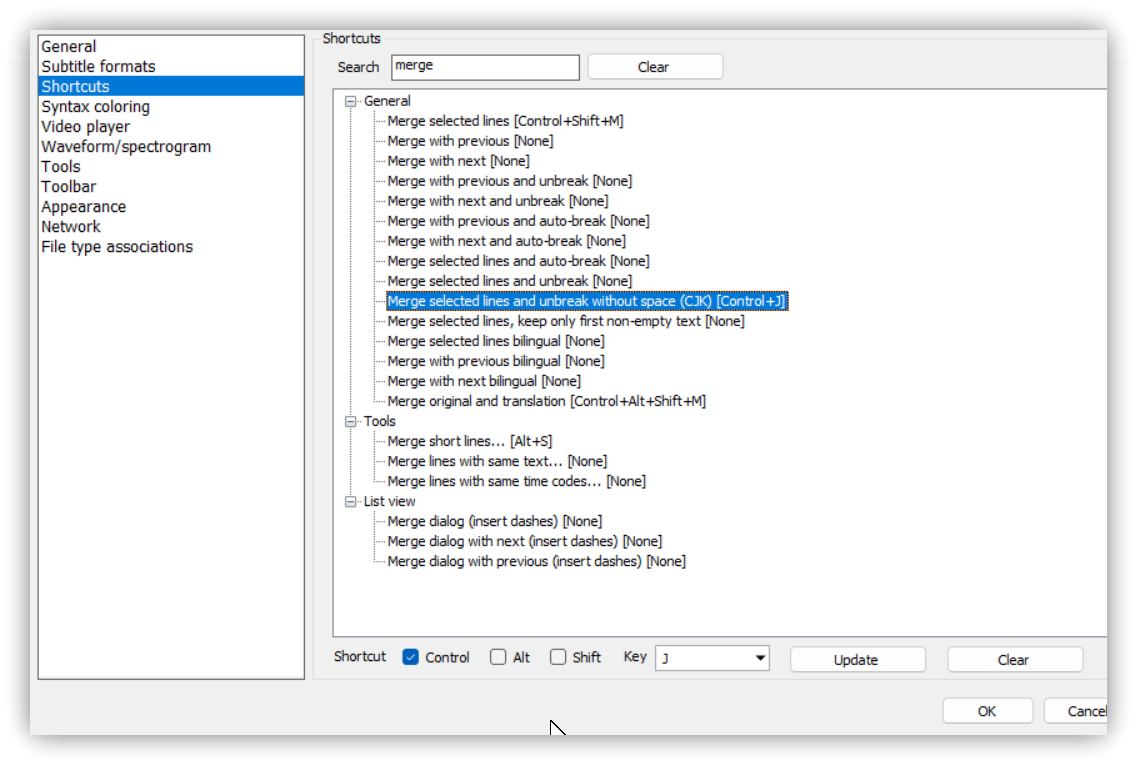 General
Subtitle formats
Shortcuts
Syntax coloring
Video player
Waveform/spectrogram
Tools
Toolbar
Appearance
Network
File type associations
Shortcuts
Search merge Clear
General
Merge selected lines [Control+Shift+M]
Merge with previous [None]
Merge with next [None]
Merge with previous and unbreak [None]
Merge with next and unbreak [None]
Merge with previous and auto-break [None]
Merge with next and auto-break [None]
Merge selected lines and auto-break [None]
Merge selected lines and unbreak [None]
Merge selected lines and unbreak without space (CJK) [Control+J]
Merge selected lines, keep only first non-empty text [None]
Merge selected lines bilingual [None]
Merge with previous bilingual [None]
Merge with next bilingual [None]
Merge original and translation [Control+Alt+Shift+M]
Tools
Merge short lines... [Alt+S]
Merge lines with same text... [None]
Merge lines with same time codes... [None]
List view
Merge dialog (insert dashes) [None]
Merge dialog with next (insert dashes) [None]
Merge dialog with previous (insert dashes) [None]
Shortcut Control Alt Shift Key J Update Clear
OK Cancel